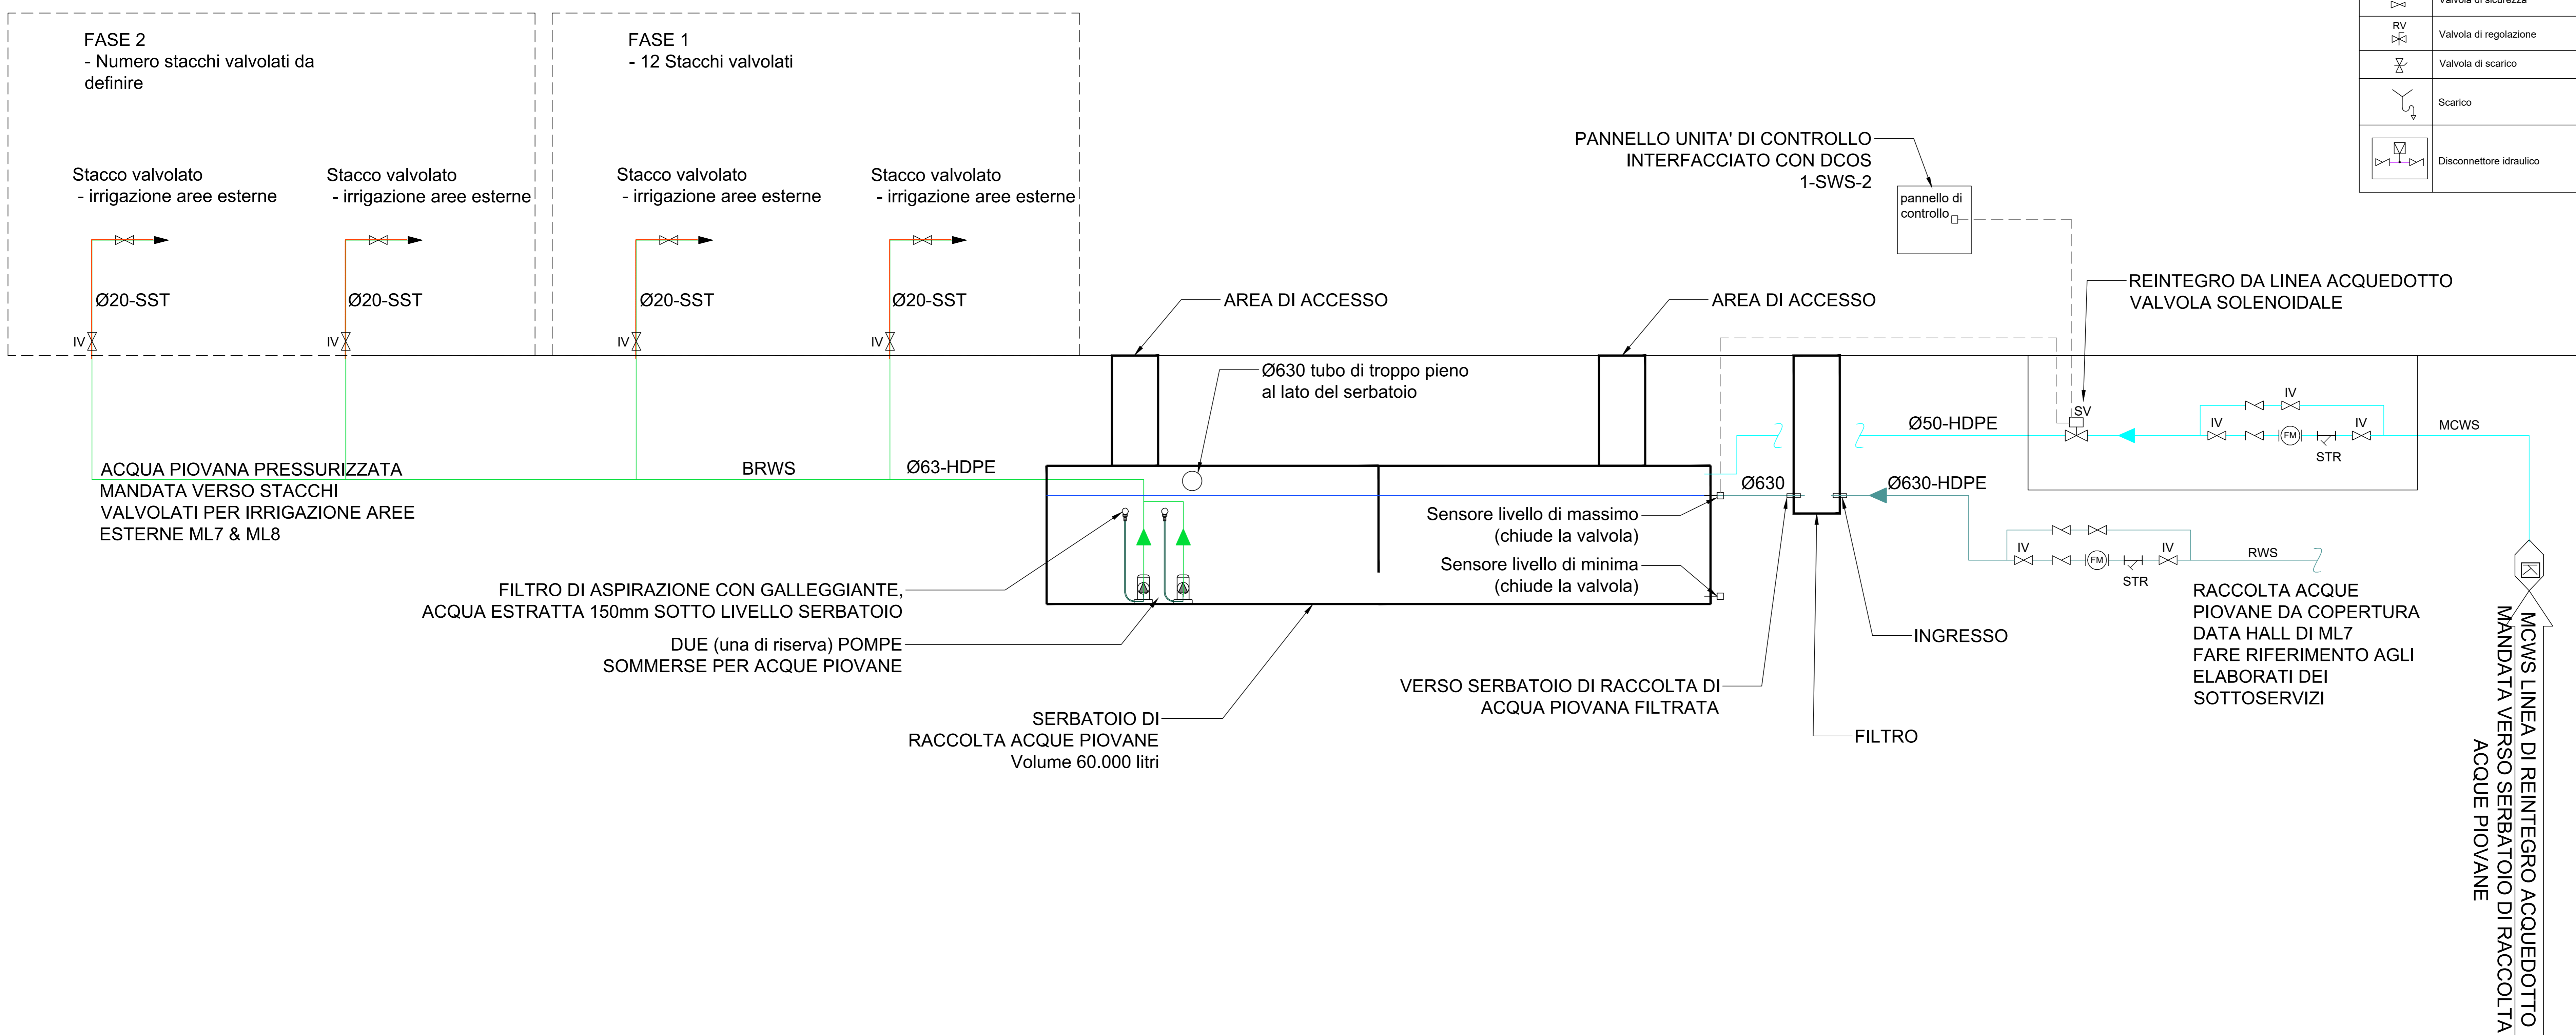 FASE 2
- Numero stacchi valvolati da
definire
FASE 1
- 12 Stacchi valvolati
Stacco valvolato
- irrigazione aree esterne
Stacco valvolato
- irrigazione aree esterne
Stacco valvolato
- irrigazione aree esterne
Stacco valvolato
- irrigazione aree esterne
Ø20-SST
Ø20-SST
Ø20-SST
Ø20-SST
IV
IV
IV
IV
Valvola di sicurezza
RV
Valvola di regolazione
Valvola di scarico
Scarico
Disconnettore idraulico
PANNELLO UNITA' DI CONTROLLO
INTERFACCIATO CON DCOS
1-SWS-2
pannello di
controllo
REINTEGRO DA LINEA ACQUEDOTTO
VALVOLA SOLENOIDALE
AREA DI ACCESSO
AREA DI ACCESSO
Ø630 tubo di troppo pieno
al lato del serbatoio
ACQUA PIOVANA PRESSURIZZATA
MANDATA VERSO STACCHI
VALVOLATI PER IRRIGAZIONE AREE
ESTERNE ML7 & ML8
BRWS
Ø63-HDPE
Ø50-HDPE
SV
IV
IV
IV
FM
STR
MCWS
Ø630
Ø630-HDPE
Sensore livello di massimo
(chiude la valvola)
Sensore livello di minima
(chiude la valvola)
IV
IV
FM
STR
RWS
FILTRO DI ASPIRAZIONE CON GALLEGGIANTE,
ACQUA ESTRATTA 150mm SOTTO LIVELLO SERBATOIO
DUE (una di riserva) POMPE
SOMMERSE PER ACQUE PIOVANE
SERBATOIO DI
RACCOLTA ACQUE PIOVANE
Volume 60.000 litri
VERSO SERBATOIO DI RACCOLTA DI
ACQUA PIOVANA FILTRATA
INGRESSO
FILTRO
RACCOLTA ACQUE
PIOVANE DA COPERTURA
DATA HALL DI ML7
FARE RIFERIMENTO AGLI
ELABORATI DEI
SOTTOSERVIZI
K
MCWS LINEA DI REINTEGRO ACQUEDOTTO
MANDATA VERSO SERBATOIO DI RACCOLTA
ACQUE PIOVANE